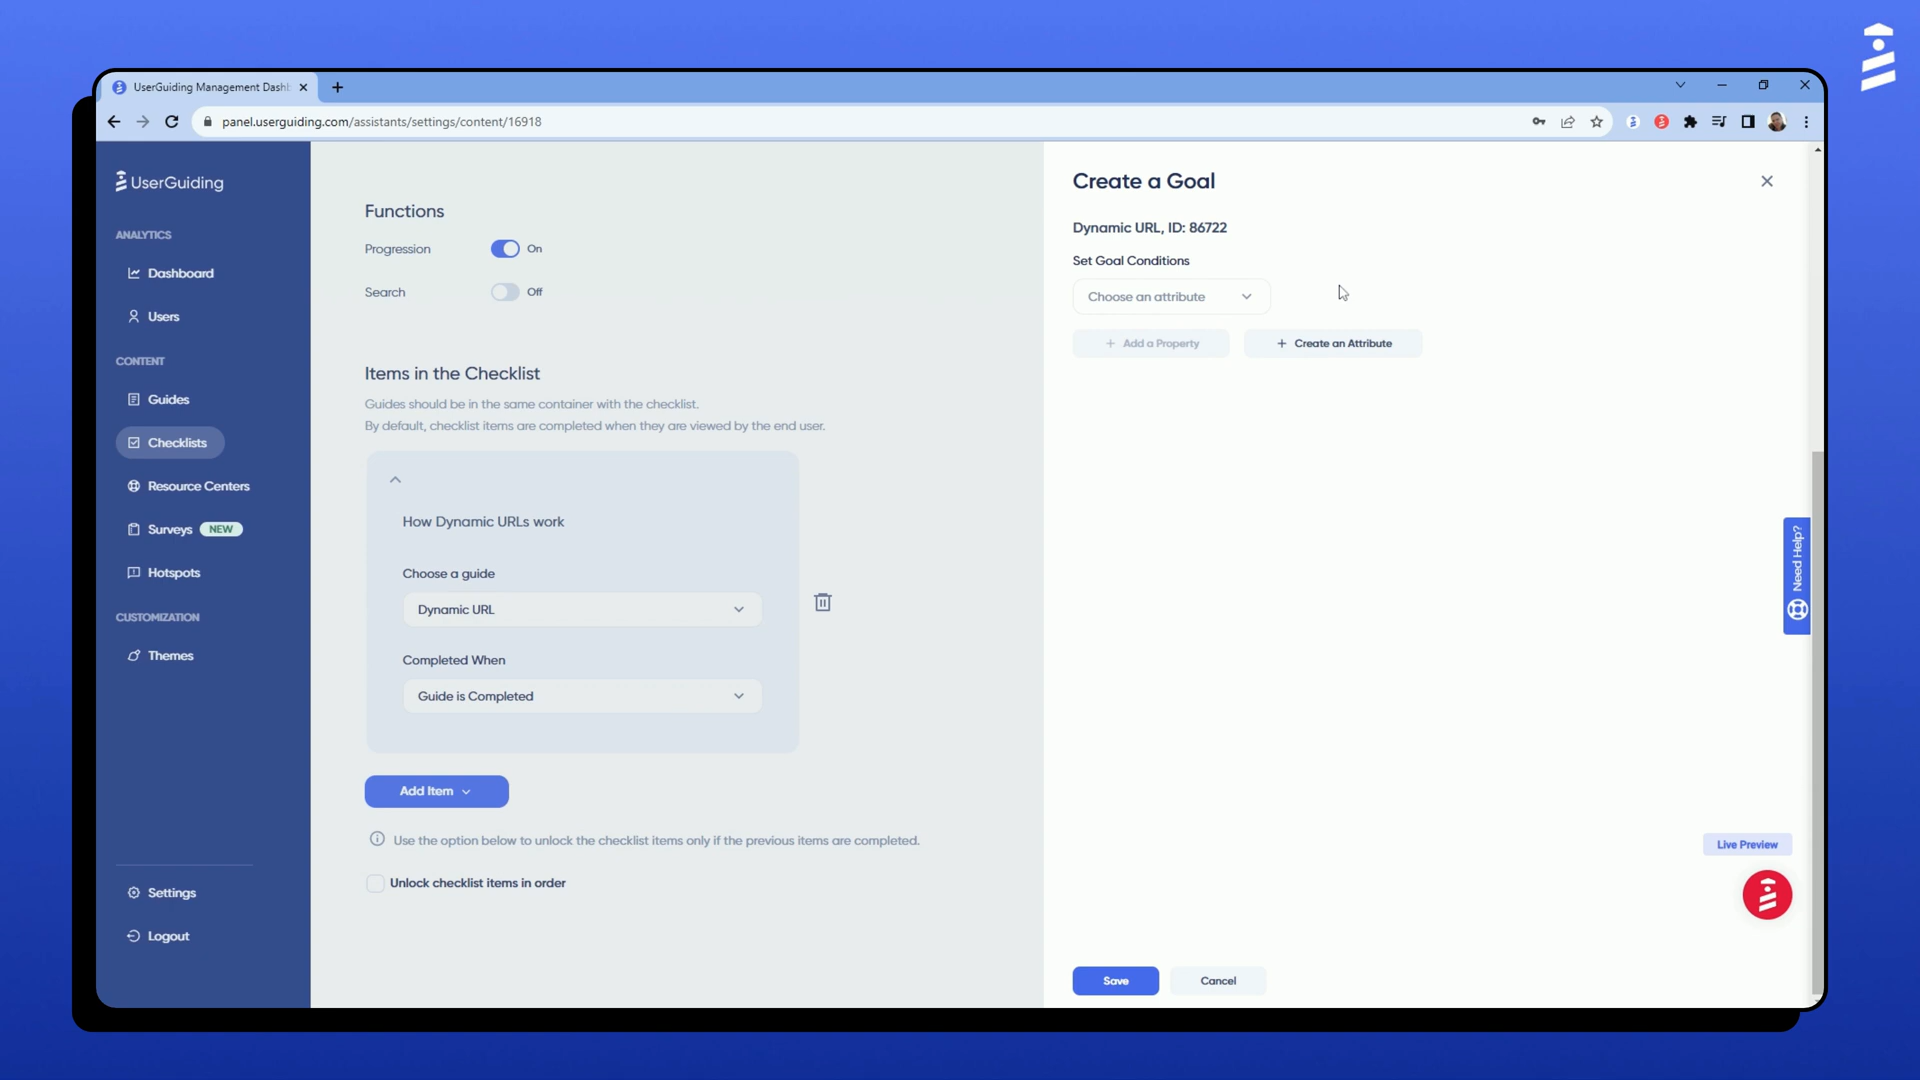 UserGuiding Management Dash
panel.userguiding.com/assistants/settings/content/16918
UserGuiding
ANALYTICS
Dashboard
Users
CONTENT
Guides
Checklists
Resource Centers
Surveys NEW
Hotspots
CUSTOMIZATION
Themes
Settings
Logout
Functions
Progression On
Search Off
Items in the Checklist
Guides should be in the same container with the checklist.
By default, checklist items are completed when they are viewed by the end user.
How Dynamic URLs work
Choose a guide
Dynamic URL
Completed When
Guide is Completed
Add Item
Use the option below to unlock the checklist items only if the previous items are completed.
Unlock checklist items in order
Create a Goal
Dynamic URL, ID: 86722
Set Goal Conditions
Choose an attribute
+ Add a Property
+ Create an Attribute
Need Help?
Live Preview
Save
Cancel